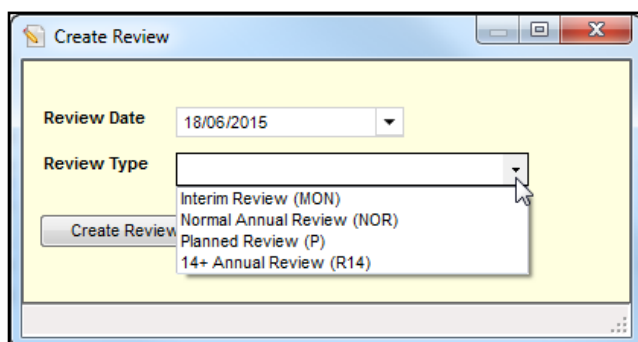 Create Review
Review Date 18/06/2015
Review Type
Interim Review (MON)
Normal Annual Review (NOR)
Create Review
Planned Review (P)
14+ Annual Review (R14)